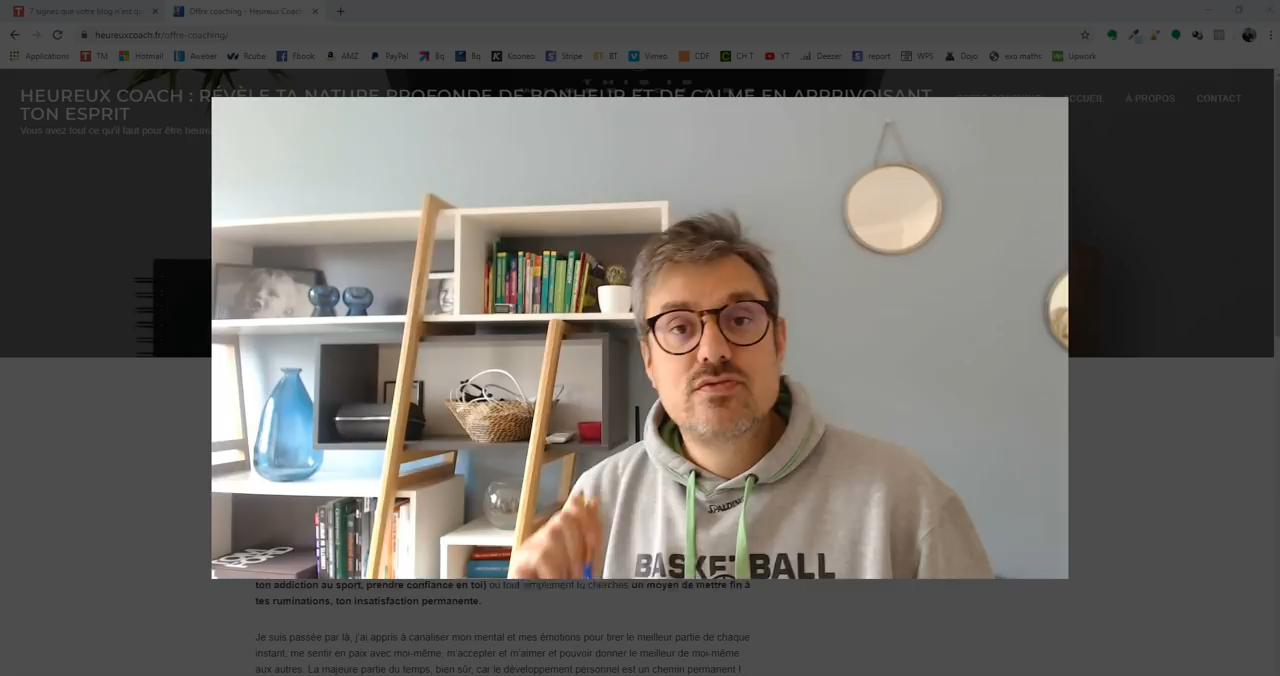 7 signes que votre blog n'est q
Offre coaching - Heureux Coach
heureuxcoach.fr/offre-coaching/
Applications
TM
Hotmail
Aweber
Rcube
Fbook
AMZ
PayPal
Bq
Bq
Kooneo
Stripe
BT
Vimeo
CDF
CH T
YT
Deezer
report
WPS
Dojo
exo maths
Upwork
THIS IS
HEUREUX COACH : RÉVÈLE TA NATURE PROFONDE DE BONHEUR ET DE CALME EN APPRIVOISANT
TON ESPRIT
CCUEIL
À PROPOS
CONTACT
Vous avez tout ce qu'il faut pour être heure
SPALDING
BASKETBALL
ton addiction au sport, prendre confiance en toi) ou tout simplement tu cherches un moyen de mettre fin à
tes ruminations, ton insatisfaction permanente.
Je suis passée par là, j'ai appris à canaliser mon mental et mes émotions pour tirer le meilleur partie de chaque
instant, me sentir en paix avec moi-même, m'accepter et m'aimer et pouvoir donner le meilleur de moi-même
aux autres. La majeure partie du temps, bien sûr, car le développement personnel est un chemin permanent !